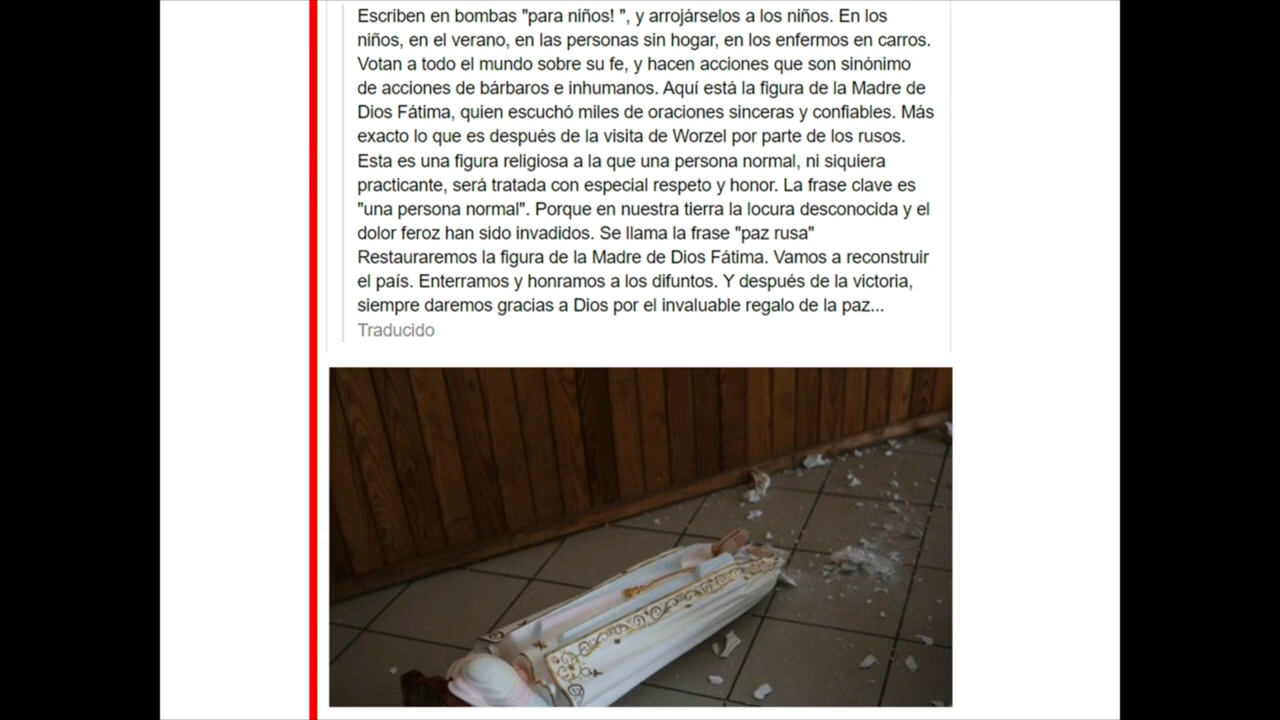 Escriben en bombas "para niños! ", y arrojárselos a los niños. En los
niños, en el verano, en las personas sin hogar, en los enfermos en carros.
Votan a todo el mundo sobre su fe, y hacen acciones que son sinónimo
de acciones de bárbaros e inhumanos. Aquí está la figura de la Madre de
Dios Fátima, quien escuchó miles de oraciones sinceras y confiables. Más
exacto lo que es después de la visita de Worzel por parte de los rusos.
Esta es una figura religiosa a la que una persona normal, ni siquiera
practicante, será tratada con especial respeto y honor. La frase clave es
"una persona normal". Porque en nuestra tierra la locura desconocida y el
dolor feroz han sido invadidos. Se llama la frase "paz rusa"
Restauraremos la figura de la Madre de Dios Fátima. Vamos a reconstruir
el país. Enterramos y honramos a los difuntos. Y después de la victoria,
siempre daremos gracias a Dios por el invaluable regalo de la paz...
Traducido